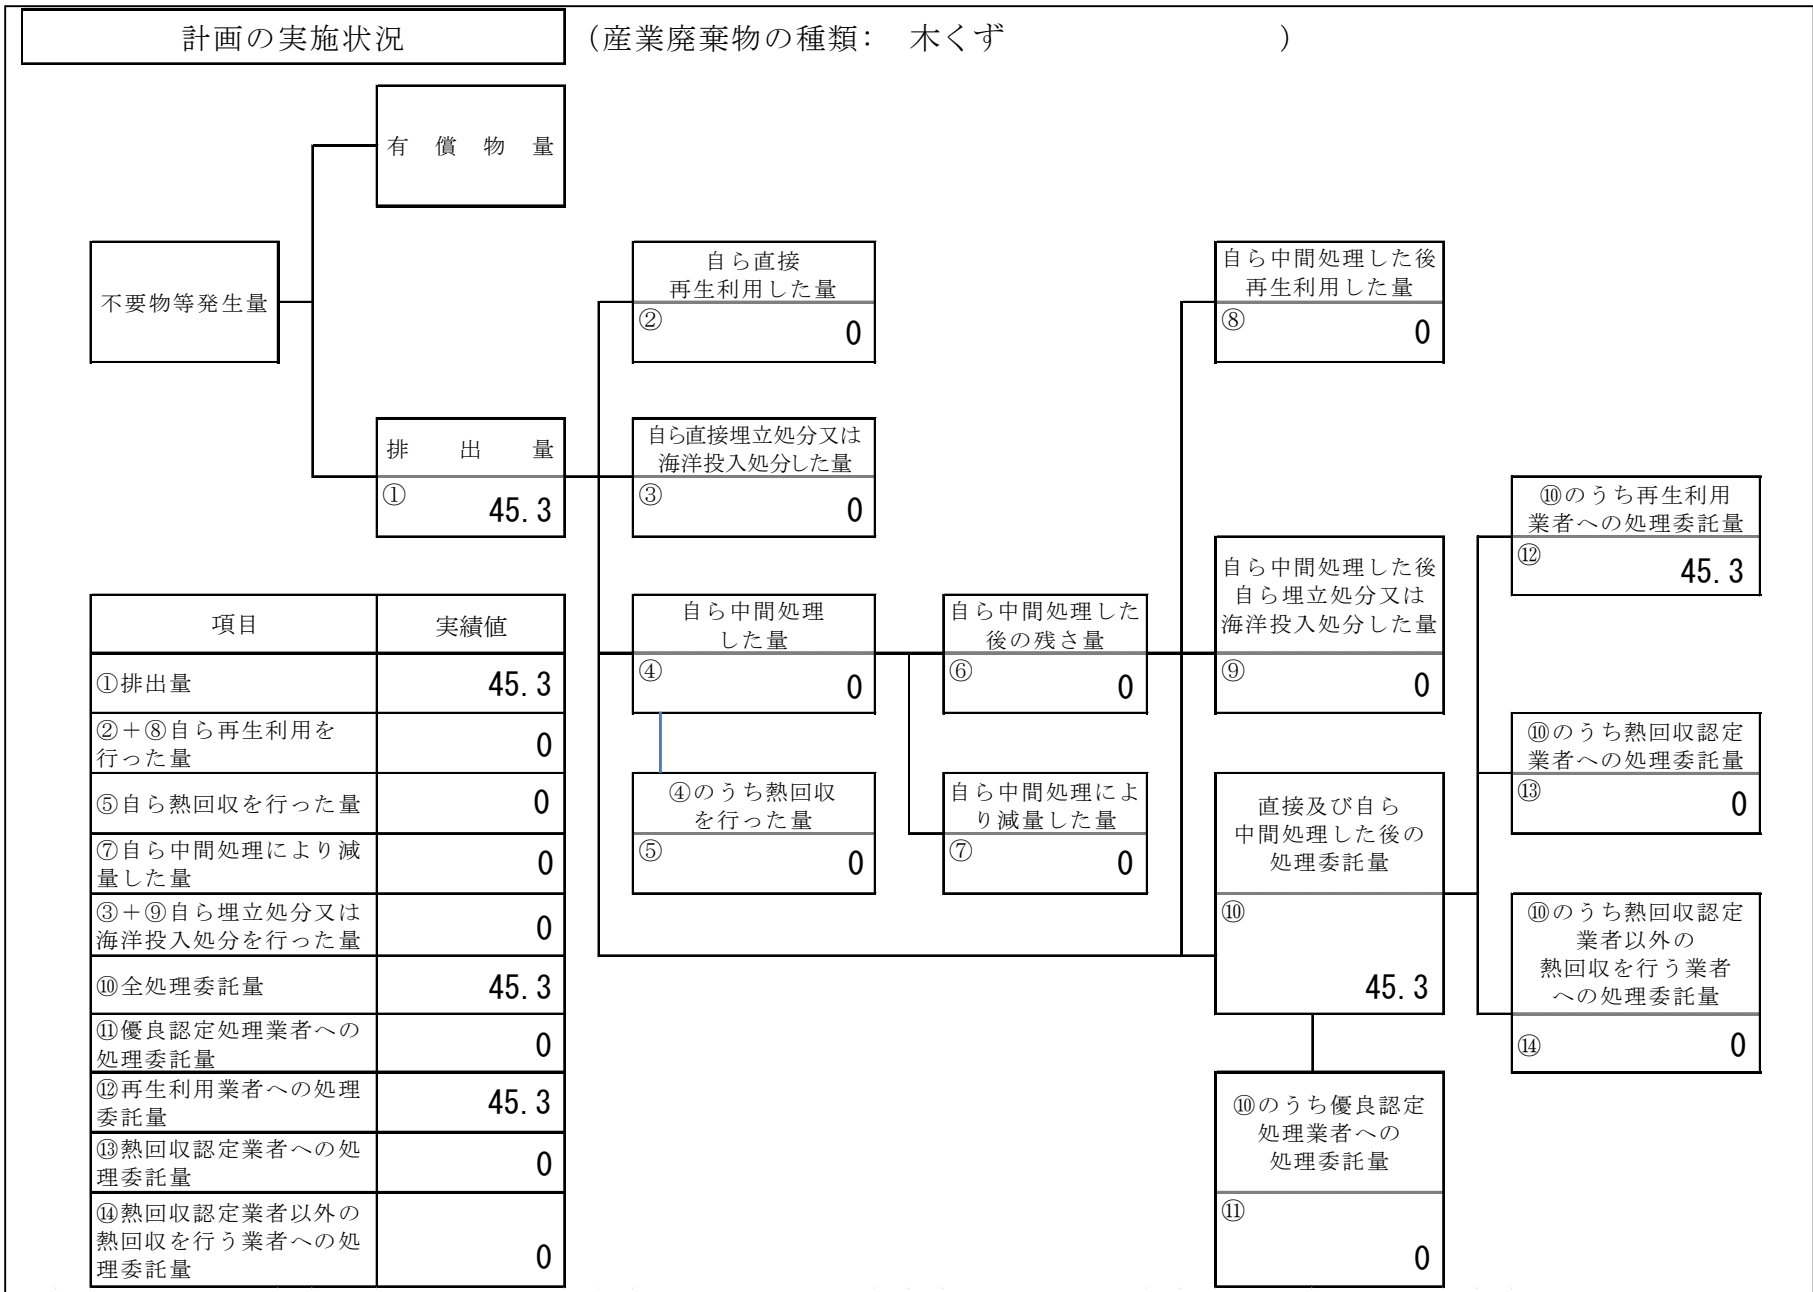 計画の実施状況
（産業廃棄物の種類： 木くず ）
有償物量
不要物等発生量
排出量
①
45.3
自ら直接
再生利用した量
②
0
自ら直接埋立処分又は
海洋投入処分した量
③
0
自ら中間処理
した量
④
0
④のうち熱回収
を行った量
⑤
0
自ら中間処理した
後の残さ量
⑥
0
自ら中間処理によ
り減量した量
⑦
0
自ら中間処理した後
再生利用した量
⑧
0
自ら中間処理した後
自ら埋立処分又は
海洋投入処分した量
⑨
0
直接及び自ら
中間処理した後の
処理委託量
⑩
45.3
⑩のうち優良認定
処理業者への
処理委託量
⑪
0
⑩のうち再生利用
業者への処理委託量
⑫
45.3
⑩のうち熱回収認定
業者への処理委託量
⑬
0
⑩のうち熱回収認定
業者以外の
熱回収を行う業者
への処理委託量
⑭
0
項目 実績値
①排出量 45.3
②＋⑧自ら再生利用を
行った量 0
⑤自ら熱回収を行った量 0
⑦自ら中間処理により減
量した量 0
③＋⑨自ら埋立処分又は
海洋投入処分を行った量 0
⑩全処理委託量 45.3
⑪優良認定処理業者への
処理委託量 0
⑫再生利用業者への処理
委託量 45.3
⑬熱回収認定業者への処
理委託量 0
⑭熱回収認定業者以外の
熱回収を行う業者への処
理委託量 0